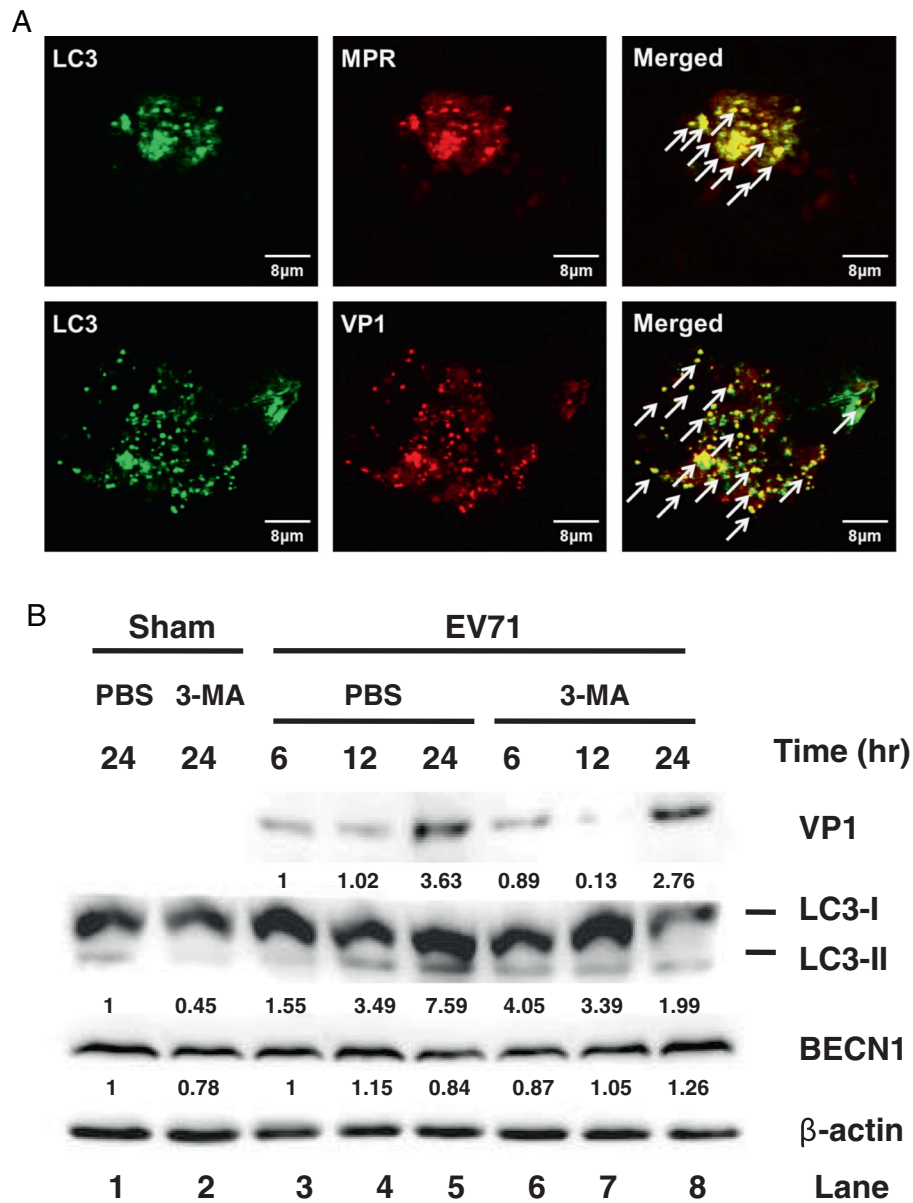 A
LC3 MPR Merged
8µm 8µm 8µm
LC3 VP1 Merged
8µm 8µm 8µm
B
Sham EV71
PBS 3-MA PBS 3-MA
24 24 6 12 24 6 12 24 Time (hr)
VP1
1 1.02 3.63 0.89 0.13 2.76
LC3-I
LC3-II
1 0.45 1.55 3.49 7.59 4.05 3.39 1.99
BECN1
1 0.78 1 1.15 0.84 0.87 1.05 1.26
β-actin
1 2 3 4 5 6 7 8 Lane